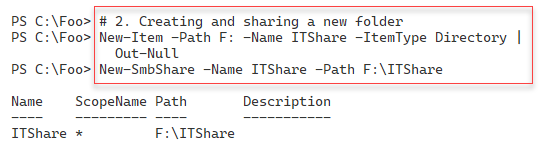 PS C:\Foo> # 2. Creating and sharing a new folder
PS C:\Foo> New-Item -Path F: -Name ITShare -ItemType Directory |
Out-Null
PS C:\Foo> New-SmbShare -Name ITShare -Path F:\ITShare
Name ScopeName Path Description
---- --------- ---- -----------
ITShare * F:\ITShare